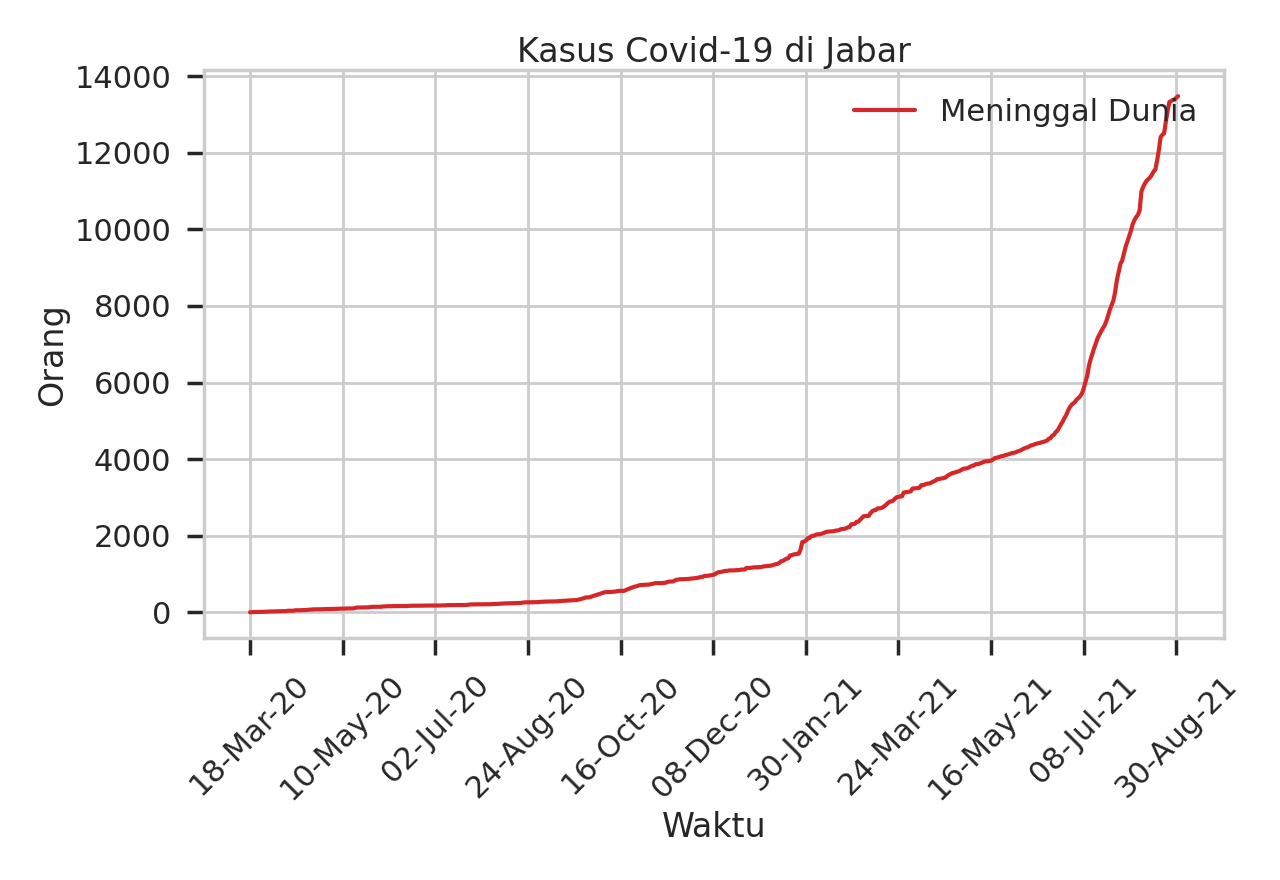 Kasus Covid-19 di Jabar
Meninggal Dunia
Orang
14000
12000
10000
8000
6000
4000
2000
0
18-Mar-20
10-May-20
02-Jul-20
24-Aug-20
16-Oct-20
08-Dec-20
30-Jan-21
24-Mar-21
16-May-21
08-Jul-21
30-Aug-21
Waktu